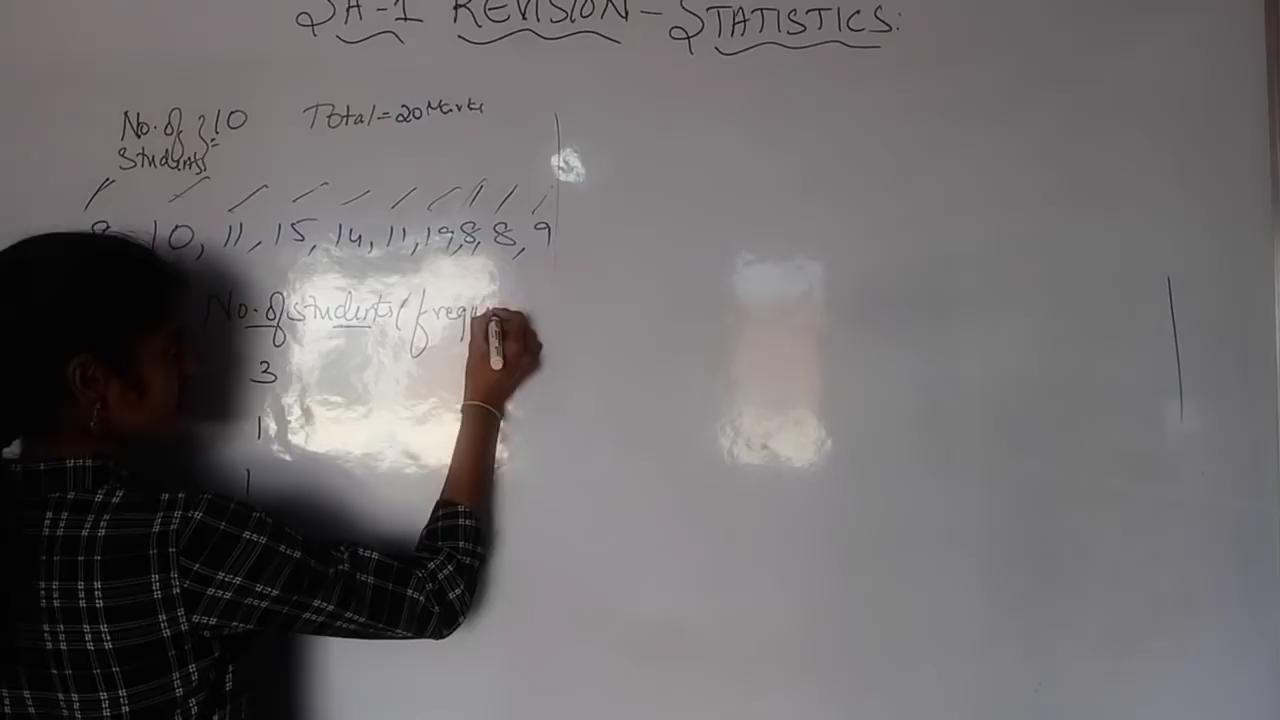 SA-1 REVISION - STATISTICS:
No. of Students } = 10 Total = 20 Marks
8, 10, 11, 15, 14, 11, 19, 8, 8, 9
No. of students (frequ
3
1
1